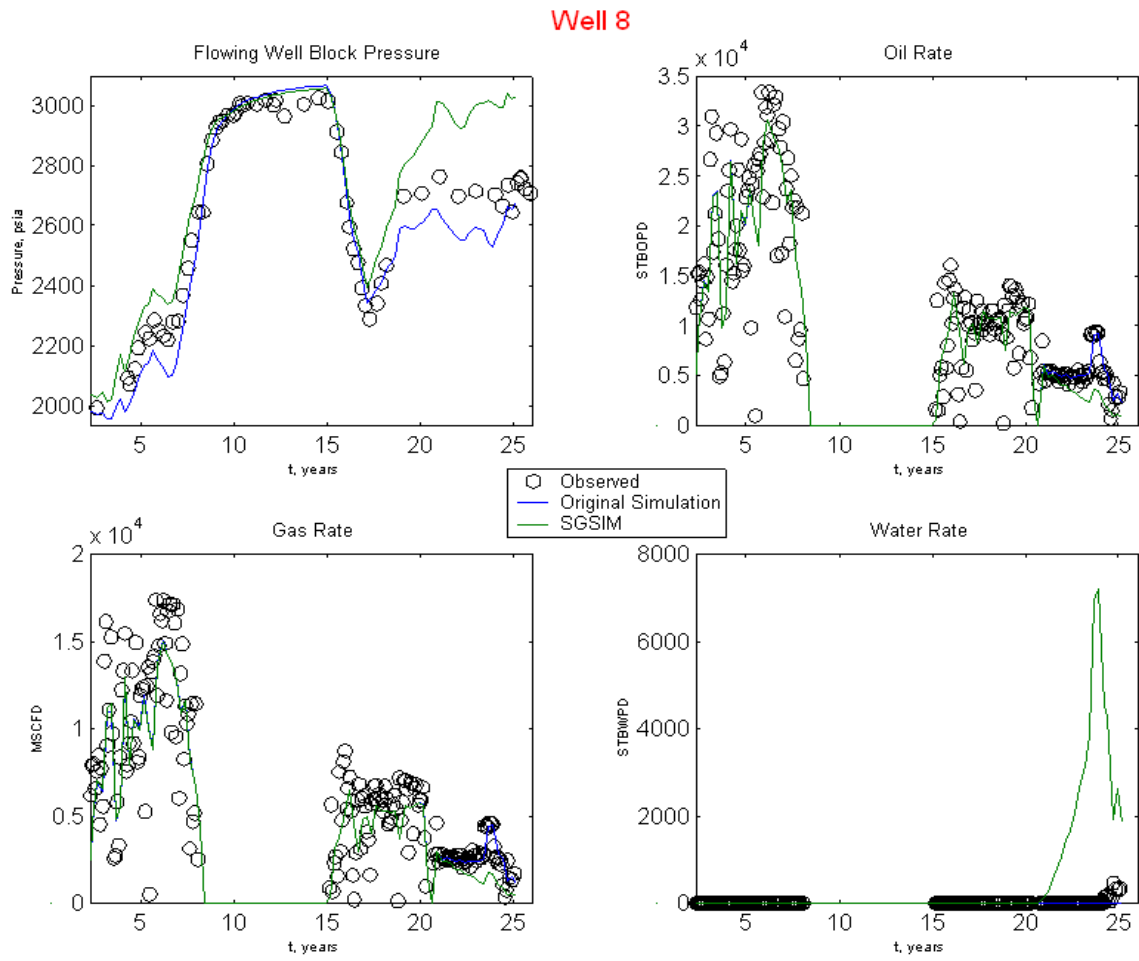 Well 8
Flowing Well Block Pressure
3000
2800
2600
2400
2200
2000
Pressure, psia
5 10 15 20 25
t, years
Oil Rate
x 10^4
3.5
3
2.5
2
1.5
1
0.5
0
STBOPD
5 10 15 20 25
t, years
Observed
Original Simulation
SGSIM
Gas Rate
x 10^4
2
1.5
1
0.5
0
MSCFD
5 10 15 20 25
t, years
Water Rate
8000
6000
4000
2000
0
STBWPD
5 10 15 20 25
t, years